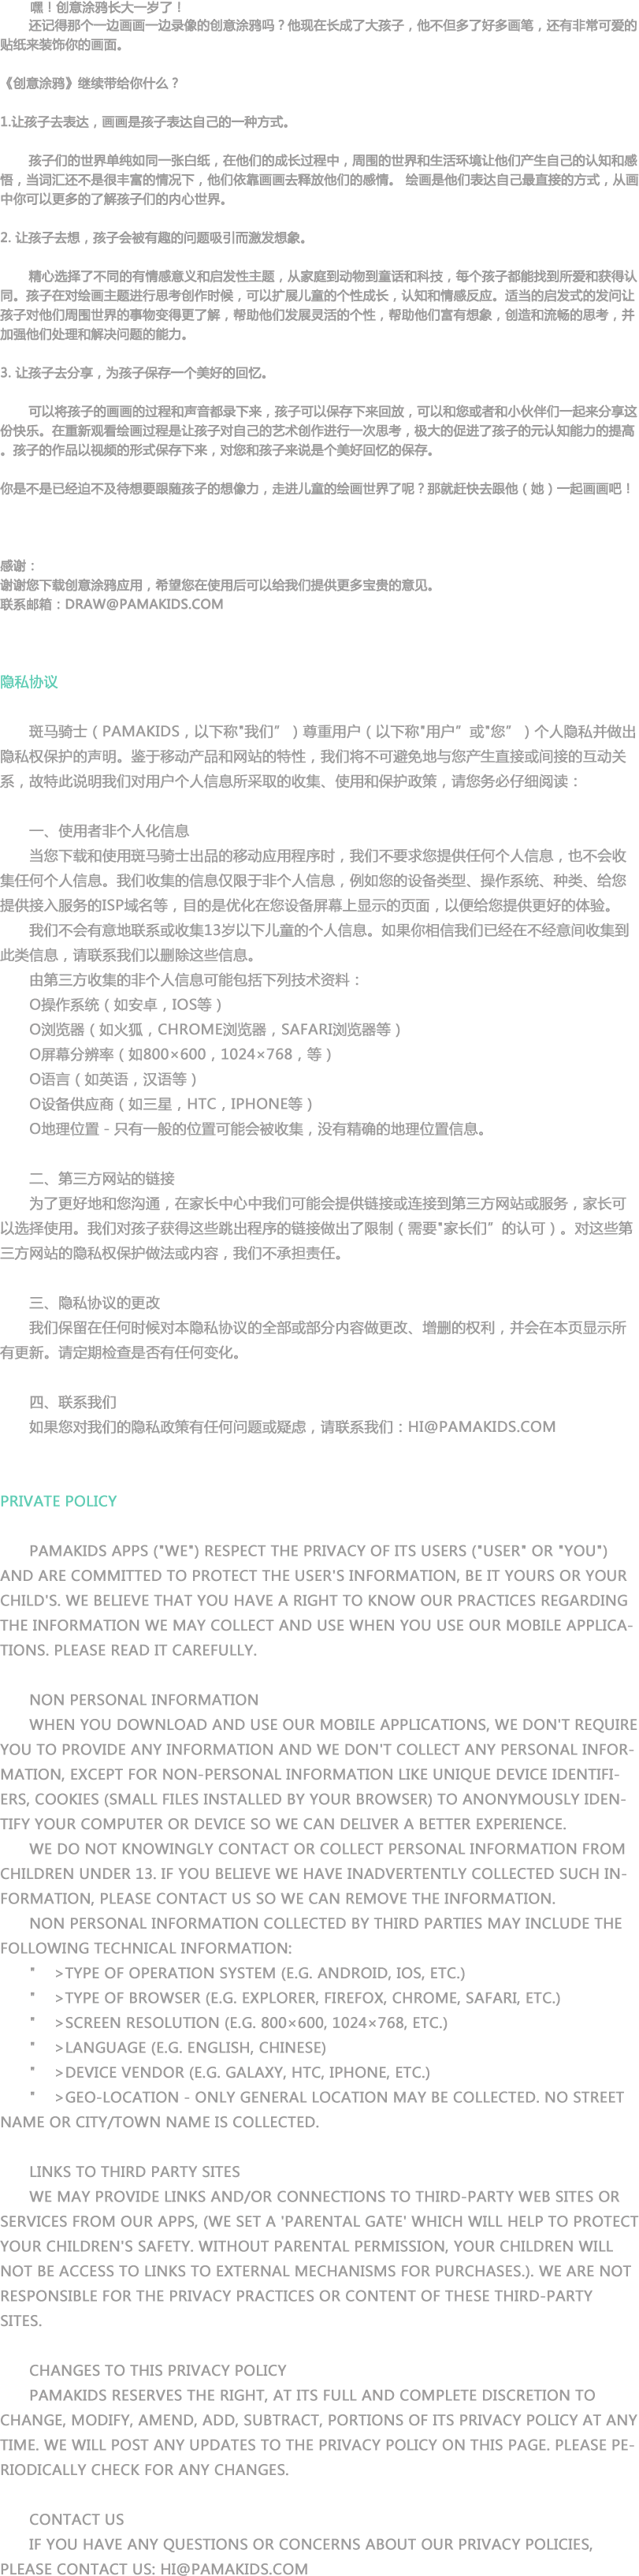 嘿！创意涂鸦长大一岁了！
还记得那个一边画画一边录像的创意涂鸦吗？他现在长成了大孩子，他不但多了好多画笔，还有非常可爱的
贴纸来装饰你的画面。
《创意涂鸦》继续带给你什么？
1.让孩子去表达，画画是孩子表达自己的一种方式。
孩子们的世界单纯如同一张白纸，在他们的成长过程中，周围的世界和生活环境让他们产生自己的认知和感
悟，当词汇还不是很丰富的情况下，他们依靠画画去释放他们的感情。 绘画是他们表达自己最直接的方式，从画
中你可以更多的了解孩子们的内心世界。
2. 让孩子去想，孩子会被有趣的问题吸引而激发想象。
精心选择了不同的有情感意义和启发性主题，从家庭到动物到童话和科技，每个孩子都能找到所爱和获得认
同。孩子在对绘画主题进行思考创作时候，可以扩展儿童的个性成长，认知和情感反应。适当的启发式的发问让
孩子对他们周围世界的事物变得更了解，帮助他们发展灵活的个性，帮助他们富有想象，创造和流畅的思考，并
加强他们处理和解决问题的能力。
3. 让孩子去分享，为孩子保存一个美好的回忆。
可以将孩子的画画的过程和声音都录下来，孩子可以保存下来回放，可以和您或者和小伙伴们一起来分享这
份快乐。在重新观看绘画过程是让孩子对自己的艺术创作进行一次思考，极大的促进了孩子的元认知能力的提高
。孩子的作品以视频的形式保存下来，对您和孩子来说是个美好回忆的保存。
你是不是已经迫不及待想要跟随孩子的想像力，走进儿童的绘画世界了呢？那就赶快去跟他（她）一起画画吧！
感谢：
谢谢您下载创意涂鸦应用，希望您在使用后可以给我们提供更多宝贵的意见。
联系邮箱：DRAW@PAMAKIDS.COM
隐私协议
斑马骑士（PAMAKIDS，以下称"我们” ）尊重用户（以下称"用户”或"您” ）个人隐私并做出
隐私权保护的声明。鉴于移动产品和网站的特性，我们将不可避免地与您产生直接或间接的互动关
系，故特此说明我们对用户个人信息所采取的收集、使用和保护政策，请您务必仔细阅读：
一、使用者非个人化信息
当您下载和使用斑马骑士出品的移动应用程序时，我们不要求您提供任何个人信息，也不会收
集任何个人信息。我们收集的信息仅限于非个人信息，例如您的设备类型、操作系统、种类、给您
提供接入服务的ISP域名等，目的是优化在您设备屏幕上显示的页面，以便给您提供更好的体验。
我们不会有意地联系或收集13岁以下儿童的个人信息。如果你相信我们已经在不经意间收集到
此类信息，请联系我们以删除这些信息。
由第三方收集的非个人信息可能包括下列技术资料：
O操作系统（如安卓，IOS等）
O浏览器（如火狐，CHROME浏览器，SAFARI浏览器等）
O屏幕分辨率（如800×600，1024×768，等）
O语言（如英语，汉语等）
O设备供应商（如三星，HTC，IPHONE等）
O地理位置 - 只有一般的位置可能会被收集，没有精确的地理位置信息。
二、第三方网站的链接
为了更好地和您沟通，在家长中心中我们可能会提供链接或连接到第三方网站或服务，家长可
以选择使用。我们对孩子获得这些跳出程序的链接做出了限制（需要"家长们”的认可）。对这些第
三方网站的隐私权保护做法或内容，我们不承担责任。
三、隐私协议的更改
我们保留在任何时候对本隐私协议的全部或部分内容做更改、增删的权利，并会在本页显示所
有更新。请定期检查是否有任何变化。
四、联系我们
如果您对我们的隐私政策有任何问题或疑虑，请联系我们：HI@PAMAKIDS.COM
PRIVATE POLICY
PAMAKIDS APPS ("WE") RESPECT THE PRIVACY OF ITS USERS ("USER" OR "YOU")
AND ARE COMMITTED TO PROTECT THE USER'S INFORMATION, BE IT YOURS OR YOUR
CHILD'S. WE BELIEVE THAT YOU HAVE A RIGHT TO KNOW OUR PRACTICES REGARDING
THE INFORMATION WE MAY COLLECT AND USE WHEN YOU USE OUR MOBILE APPLICA-
TIONS. PLEASE READ IT CAREFULLY.
NON PERSONAL INFORMATION
WHEN YOU DOWNLOAD AND USE OUR MOBILE APPLICATIONS, WE DON'T REQUIRE
YOU TO PROVIDE ANY INFORMATION AND WE DON'T COLLECT ANY PERSONAL INFOR-
MATION, EXCEPT FOR NON-PERSONAL INFORMATION LIKE UNIQUE DEVICE IDENTIFI-
ERS, COOKIES (SMALL FILES INSTALLED BY YOUR BROWSER) TO ANONYMOUSLY IDEN-
TIFY YOUR COMPUTER OR DEVICE SO WE CAN DELIVER A BETTER EXPERIENCE.
WE DO NOT KNOWINGLY CONTACT OR COLLECT PERSONAL INFORMATION FROM
CHILDREN UNDER 13. IF YOU BELIEVE WE HAVE INADVERTENTLY COLLECTED SUCH IN-
FORMATION, PLEASE CONTACT US SO WE CAN REMOVE THE INFORMATION.
NON PERSONAL INFORMATION COLLECTED BY THIRD PARTIES MAY INCLUDE THE
FOLLOWING TECHNICAL INFORMATION:
" >TYPE OF OPERATION SYSTEM (E.G. ANDROID, IOS, ETC.)
" >TYPE OF BROWSER (E.G. EXPLORER, FIREFOX, CHROME, SAFARI, ETC.)
" >SCREEN RESOLUTION (E.G. 800×600, 1024×768, ETC.)
" >LANGUAGE (E.G. ENGLISH, CHINESE)
" >DEVICE VENDOR (E.G. GALAXY, HTC, IPHONE, ETC.)
" >GEO-LOCATION - ONLY GENERAL LOCATION MAY BE COLLECTED. NO STREET
NAME OR CITY/TOWN NAME IS COLLECTED.
LINKS TO THIRD PARTY SITES
WE MAY PROVIDE LINKS AND/OR CONNECTIONS TO THIRD-PARTY WEB SITES OR
SERVICES FROM OUR APPS, (WE SET A 'PARENTAL GATE' WHICH WILL HELP TO PROTECT
YOUR CHILDREN'S SAFETY. WITHOUT PARENTAL PERMISSION, YOUR CHILDREN WILL
NOT BE ACCESS TO LINKS TO EXTERNAL MECHANISMS FOR PURCHASES.). WE ARE NOT
RESPONSIBLE FOR THE PRIVACY PRACTICES OR CONTENT OF THESE THIRD-PARTY
SITES.
CHANGES TO THIS PRIVACY POLICY
PAMAKIDS RESERVES THE RIGHT, AT ITS FULL AND COMPLETE DISCRETION TO
CHANGE, MODIFY, AMEND, ADD, SUBTRACT, PORTIONS OF ITS PRIVACY POLICY AT ANY
TIME. WE WILL POST ANY UPDATES TO THE PRIVACY POLICY ON THIS PAGE. PLEASE PE-
RIODICALLY CHECK FOR ANY CHANGES.
CONTACT US
IF YOU HAVE ANY QUESTIONS OR CONCERNS ABOUT OUR PRIVACY POLICIES,
PLEASE CONTACT US: HI@PAMAKIDS.COM